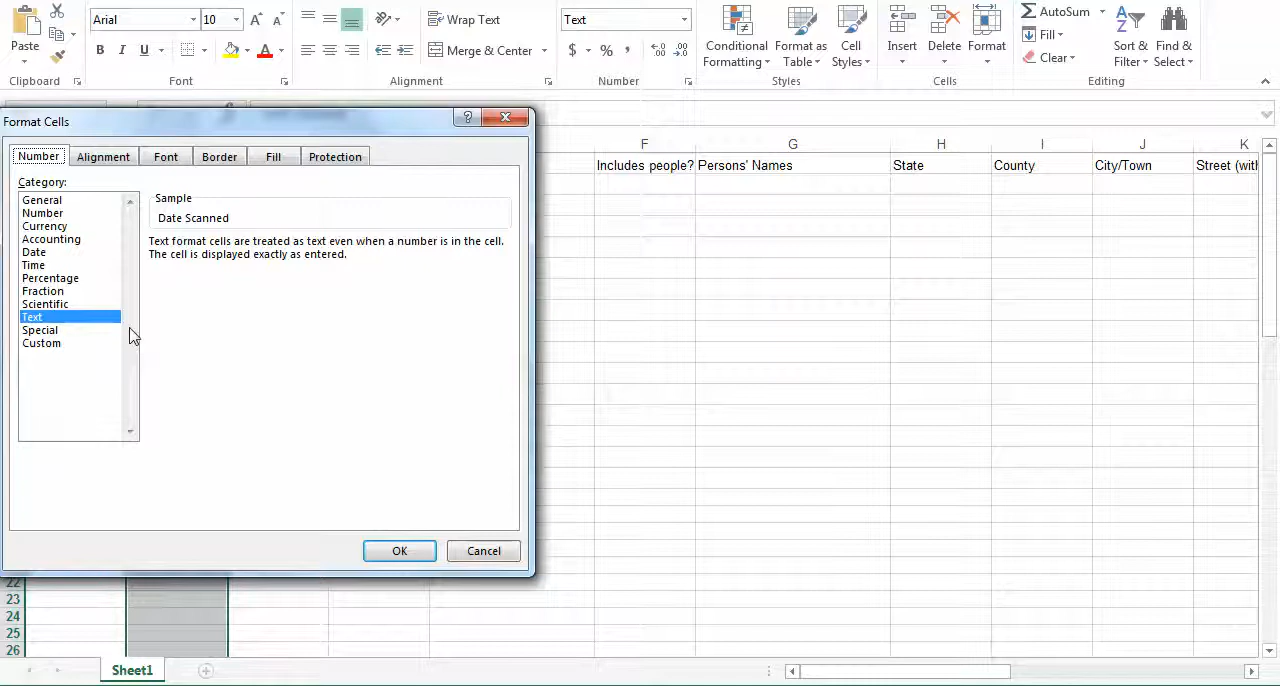 Arial 10 Wrap Text Text AutoSum
Paste B I U Merge & Center $ % , Conditional Formatting Format as Table Cell Styles Insert Delete Format Fill Sort & Filter Find & Select
Clear
Clipboard Font Alignment Number Styles Cells Editing
Format Cells ?
Number Alignment Font Border Fill Protection
Category:
General
Number
Currency
Accounting
Date
Time
Percentage
Fraction
Scientific
Text
Special
Custom
Sample
Date Scanned
Text format cells are treated as text even when a number is in the cell.
The cell is displayed exactly as entered.
OK Cancel
F G H I J K
Includes people? Persons' Names State County City/Town Street (with
22
23
24
25
26
Sheet1